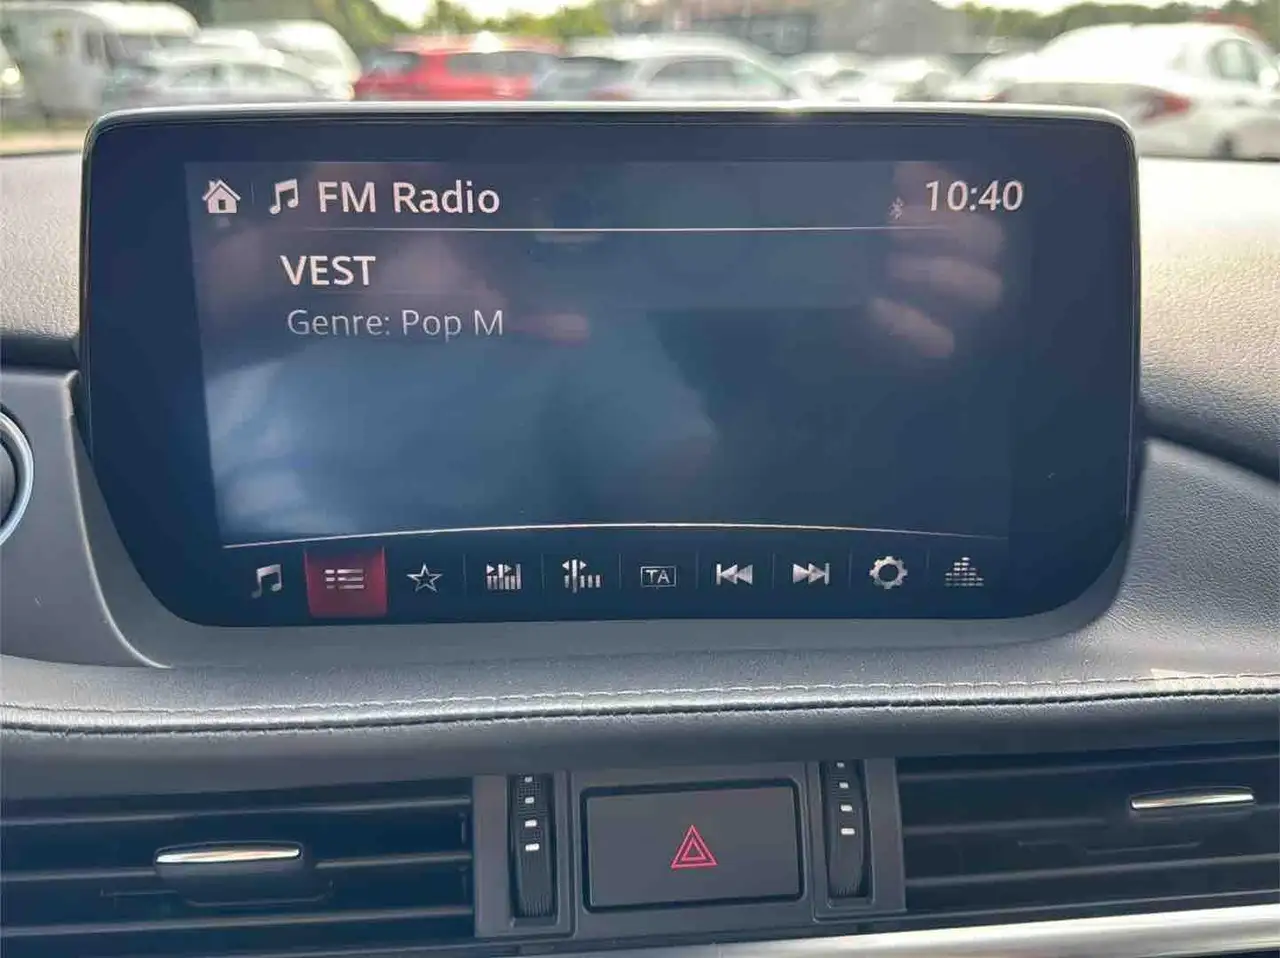 FM Radio 10:40
VEST
Genre: Pop M
TA